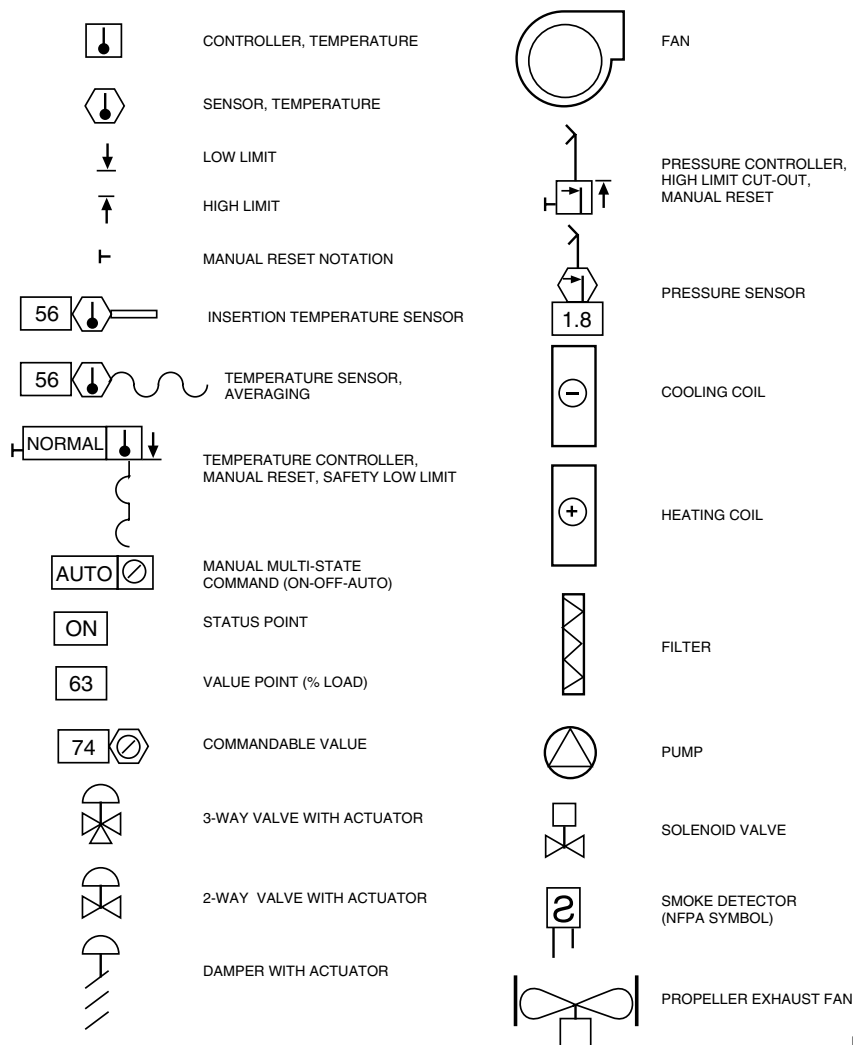 CONTROLLER, TEMPERATURE
SENSOR, TEMPERATURE
LOW LIMIT
HIGH LIMIT
MANUAL RESET NOTATION
56
INSERTION TEMPERATURE SENSOR
56
TEMPERATURE SENSOR,
AVERAGING
NORMAL
TEMPERATURE CONTROLLER,
MANUAL RESET, SAFETY LOW LIMIT
AUTO
MANUAL MULTI-STATE
COMMAND (ON-OFF-AUTO)
ON
STATUS POINT
63
VALUE POINT (% LOAD)
74
COMMANDABLE VALUE
3-WAY VALVE WITH ACTUATOR
2-WAY VALVE WITH ACTUATOR
DAMPER WITH ACTUATOR
FAN
PRESSURE CONTROLLER,
HIGH LIMIT CUT-OUT,
MANUAL RESET
PRESSURE SENSOR
1.8
COOLING COIL
HEATING COIL
FILTER
PUMP
SOLENOID VALVE
S
SMOKE DETECTOR
(NFPA SYMBOL)
PROPELLER EXHAUST FAN